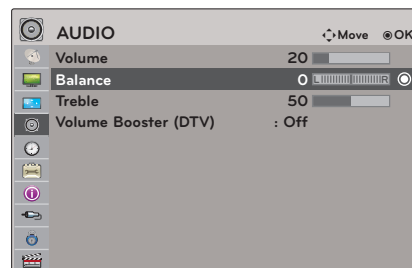 AUDIO Move OK
Volume 20
Balance 0 L R
Treble 50
Volume Booster (DTV) : Off